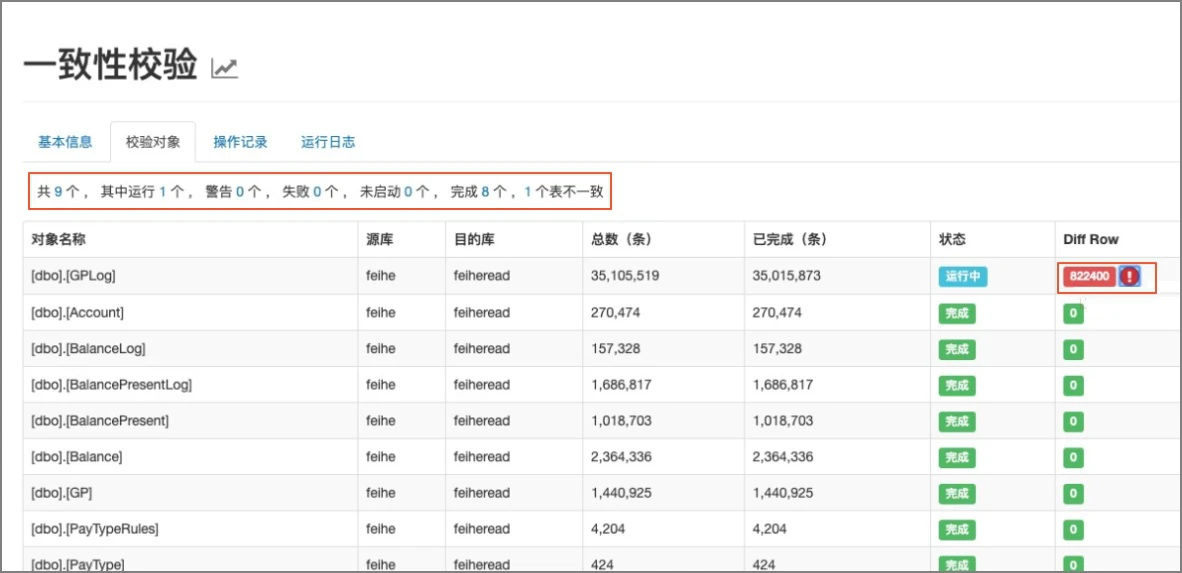 一致性校验
基本信息 校验对象 操作记录 运行日志
共 9 个， 其中运行 1 个， 警告 0 个， 失败 0 个， 未启动 0 个， 完成 8 个， 1 个表不一致
对象名称 源库 目的库 总数（条） 已完成（条） 状态 Diff Row
[dbo].[GPLog] feihe feiheread 35,105,519 35,015,873 运行中 822400
[dbo].[Account] feihe feiheread 270,474 270,474 完成 0
[dbo].[BalanceLog] feihe feiheread 157,328 157,328 完成 0
[dbo].[BalancePresentLog] feihe feiheread 1,686,817 1,686,817 完成 0
[dbo].[BalancePresent] feihe feiheread 1,018,703 1,018,703 完成 0
[dbo].[Balance] feihe feiheread 2,364,336 2,364,336 完成 0
[dbo].[GP] feihe feiheread 1,440,925 1,440,925 完成 0
[dbo].[PayTypeRules] feihe feiheread 4,204 4,204 完成 0
[dbo].[PayType] feihe feiheread 424 424 完成 0